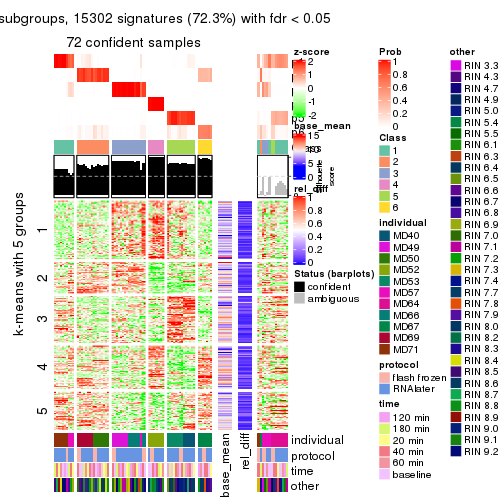 subgroups, 15302 signatures (72.3%) with fdr < 0.05
72 confident samples
k-means with 5 groups
1
2
3
4
5
base_mean
rel_diff
individual
protocol
time
other
z-score
2
1
0
-1
-2
base_mean
15
10
5
0
rel_diff
1
0.8
0.6
0.4
0.2
0
Status (barplots)
confident
ambiguous
score
Prob
1
0.8
0.6
0.4
0.2
0
Class
1
2
3
4
5
6
individual
MD40
MD49
MD50
MD52
MD53
MD57
MD64
MD66
MD67
MD69
MD71
protocol
flash frozen
RNAlater
time
120 min
180 min
20 min
40 min
60 min
baseline
other
RIN 3.3
RIN 4.3
RIN 4.7
RIN 4.9
RIN 5.0
RIN 5.4
RIN 5.5
RIN 6.1
RIN 6.3
RIN 6.4
RIN 6.5
RIN 6.6
RIN 6.7
RIN 6.8
RIN 6.9
RIN 7.0
RIN 7.1
RIN 7.2
RIN 7.3
RIN 7.4
RIN 7.7
RIN 7.8
RIN 7.9
RIN 8.0
RIN 8.2
RIN 8.3
RIN 8.4
RIN 8.5
RIN 8.6
RIN 8.7
RIN 8.8
RIN 8.9
RIN 9.0
RIN 9.1
RIN 9.2